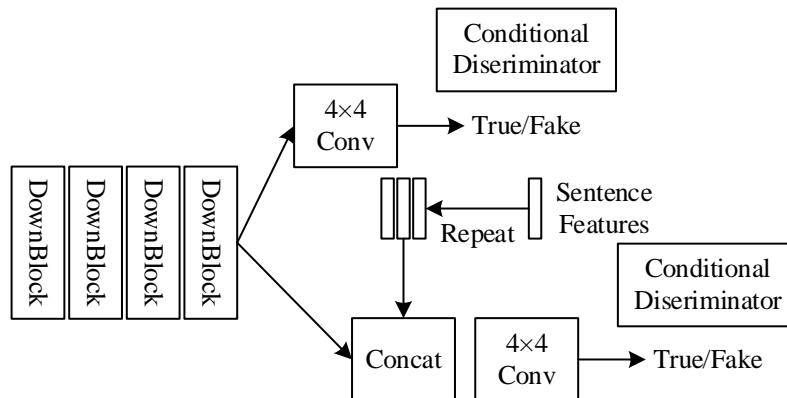 Conditional
Diseriminator
4×4
Conv
True/Fake
DownBlock
DownBlock
DownBlock
DownBlock
Sentence
Features
Repeat
Conditional
Diseriminator
Concat
4×4
Conv
True/Fake